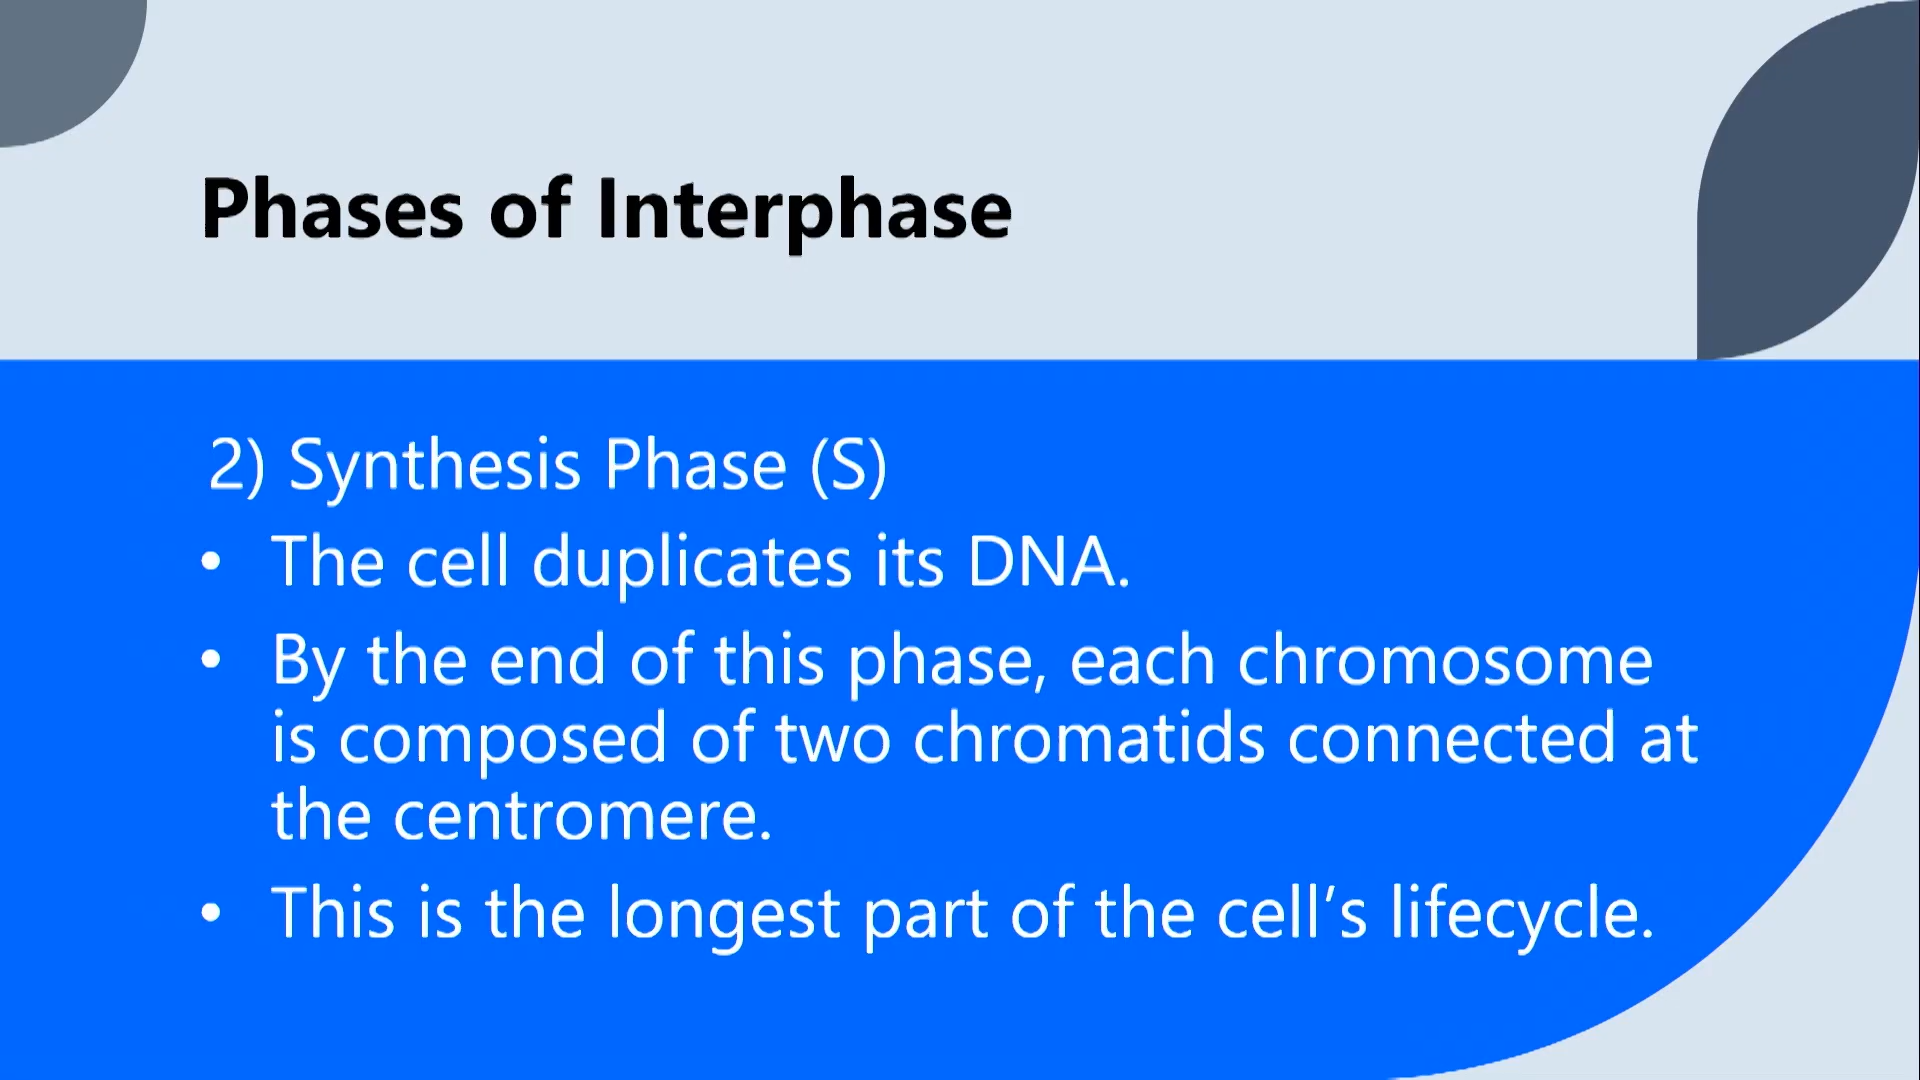 Phases of Interphase
2) Synthesis Phase (S)
• The cell duplicates its DNA.
• By the end of this phase, each chromosome
is composed of two chromatids connected at
the centromere.
• This is the longest part of the cell’s lifecycle.